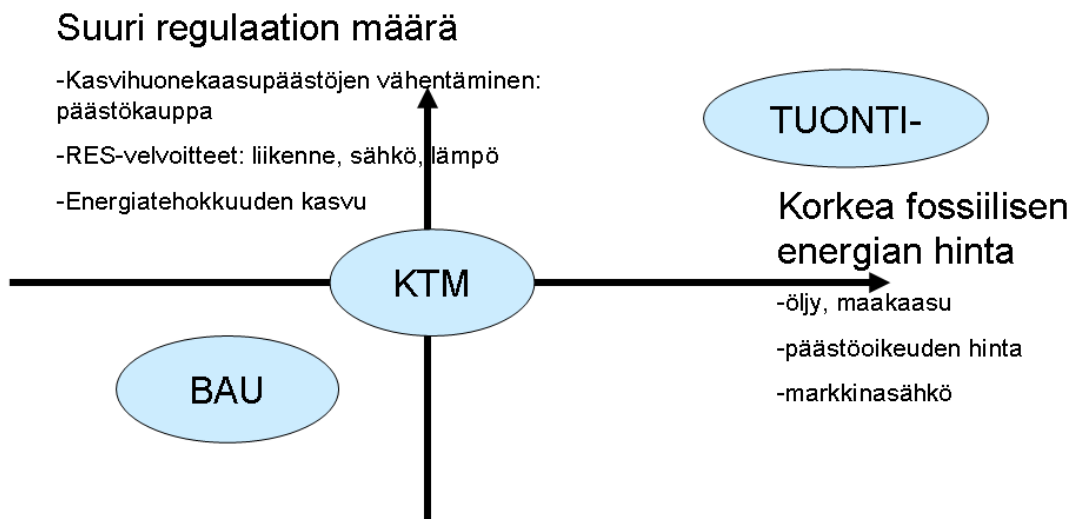 Suuri regulaation määrä
-Kasvihuonekaasupäästöjen vähentäminen:
päästökauppa
-RES-velvoitteet: liikenne, sähkö, lämpö
-Energiatehokkuuden kasvu
TUONTI-
Korkea fossiilisen
energian hinta
-öljy, maakaasu
-päästöoikeuden hinta
-markkinasähkö
KTM
BAU